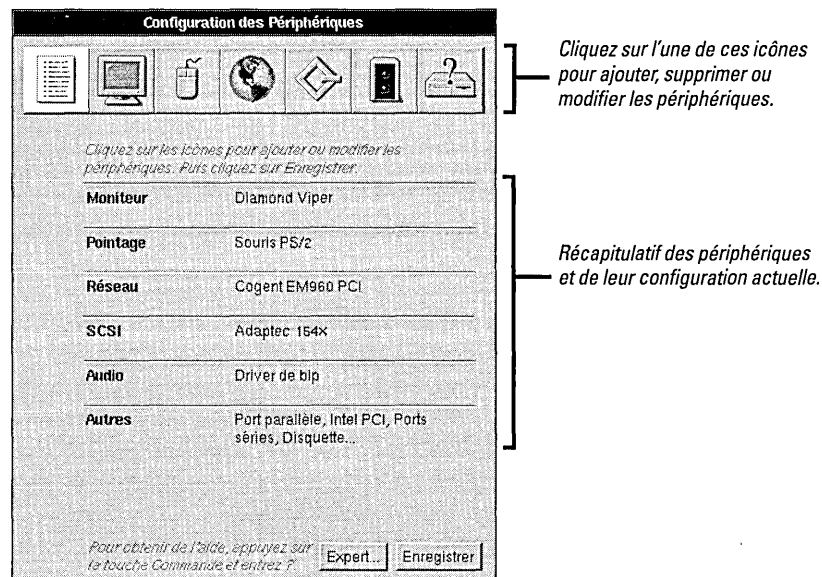 Configuration des Périphériques
Cliquez sur l'une de ces icônes
pour ajouter, supprimer ou
modifier les périphériques.
?
Cliquez sur les icônes pour ajouter ou modifier les
périphériques. Puis cliquez sur Enregistrer.
Moniteur Diamond Viper
Pointage Souris PS/2
Réseau Cogent EM960 PCI
SCSI Adaptec 154x
Audio Driver de bip
Autres Port parallèle, Intel PCI, Ports
séries, Disquette...
Récapitulatif des périphériques
et de leur configuration actuelle.
Pour obtenir de l'aide, appuyez sur
la touche Commande et entrez ?.
Expert... Enregistrer